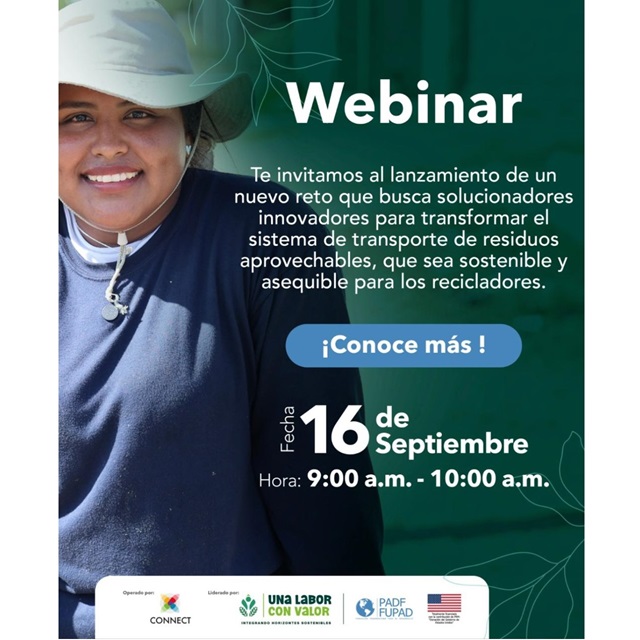 Webinar
Te invitamos al lanzamiento de un
nuevo reto que busca solucionadores
innovadores para transformar el
sistema de transporte de residuos
aprovechables, que sea sostenible y
asequible para los recicladores.
¡Conoce más !
Fecha
16 de
Septiembre
Hora: 9:00 a.m. - 10:00 a.m.
Operado por:
CONNECT
Liderado por:
UNA LABOR
CON VALOR
INTEGRANDO HORIZONTES SOSTENIBLES
PADF
FUPAD